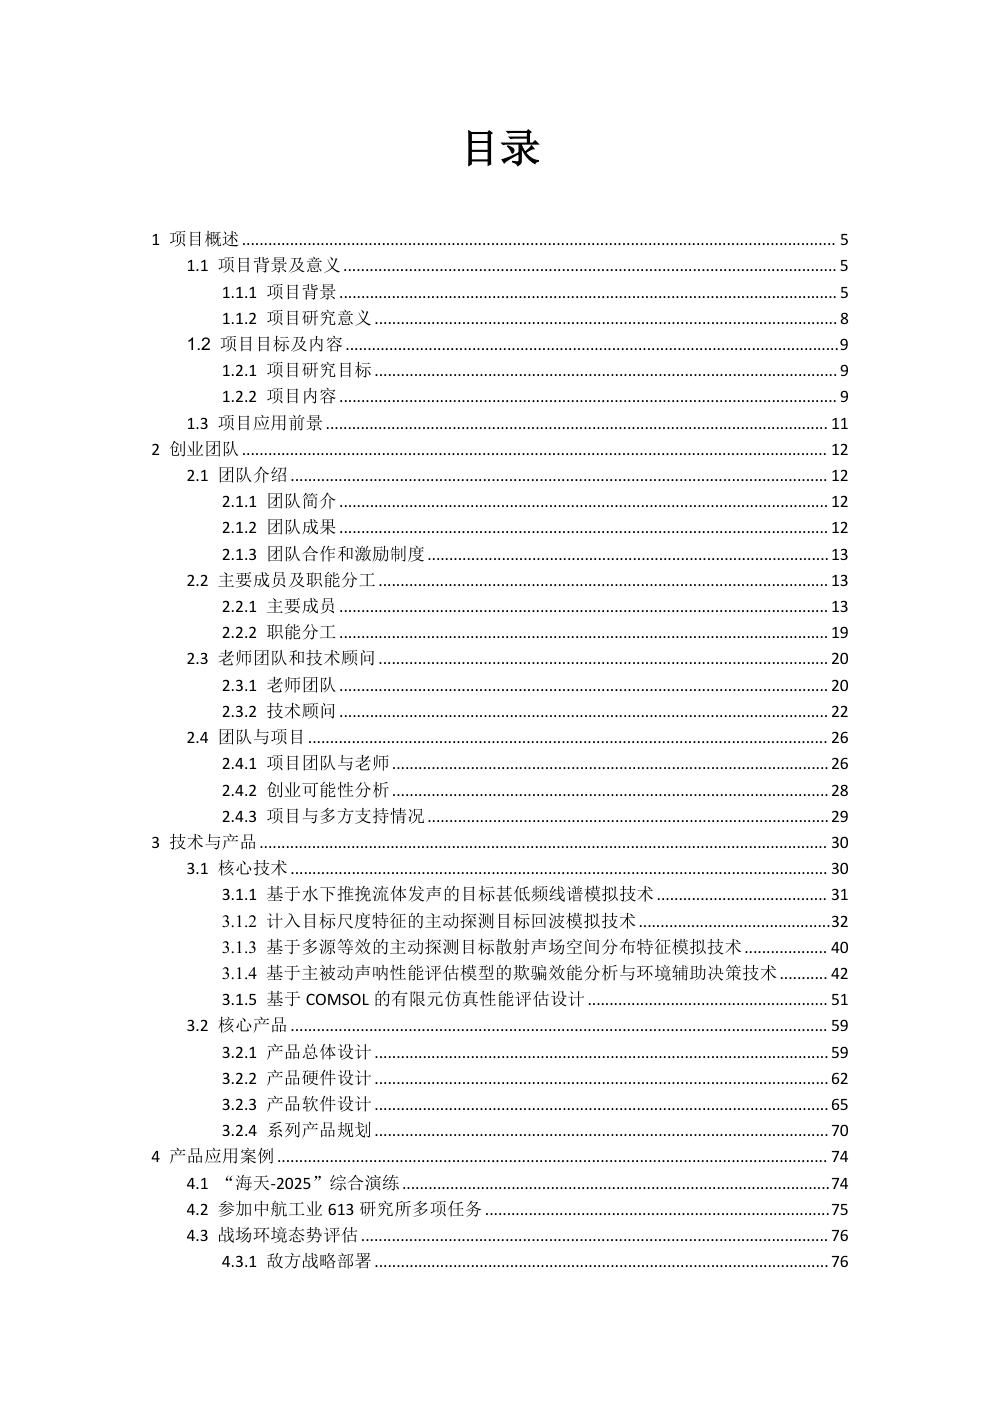 目录
1 项目概述 5
1.1 项目背景及意义 5
1.1.1 项目背景 5
1.1.2 项目研究意义 8
1.2 项目目标及内容 9
1.2.1 项目研究目标 9
1.2.2 项目内容 9
1.3 项目应用前景 11
2 创业团队 12
2.1 团队介绍 12
2.1.1 团队简介 12
2.1.2 团队成果 12
2.1.3 团队合作和激励制度 13
2.2 主要成员及职能分工 13
2.2.1 主要成员 13
2.2.2 职能分工 19
2.3 老师团队和技术顾问 20
2.3.1 老师团队 20
2.3.2 技术顾问 22
2.4 团队与项目 26
2.4.1 项目团队与老师 26
2.4.2 创业可能性分析 28
2.4.3 项目与多方支持情况 29
3 技术与产品 30
3.1 核心技术 30
3.1.1 基于水下推挽流体发声的目标甚低频线谱模拟技术 31
3.1.2 计入目标尺度特征的主动探测目标回波模拟技术 32
3.1.3 基于多源等效的主动探测目标散射声场空间分布特征模拟技术 40
3.1.4 基于主被动声呐性能评估模型的欺骗效能分析与环境辅助决策技术 42
3.1.5 基于 COMSOL 的有限元仿真性能评估设计 51
3.2 核心产品 59
3.2.1 产品总体设计 59
3.2.2 产品硬件设计 62
3.2.3 产品软件设计 65
3.2.4 系列产品规划 70
4 产品应用案例 74
4.1 “海天-2025”综合演练 74
4.2 参加中航工业 613 研究所多项任务 75
4.3 战场环境态势评估 76
4.3.1 敌方战略部署 76